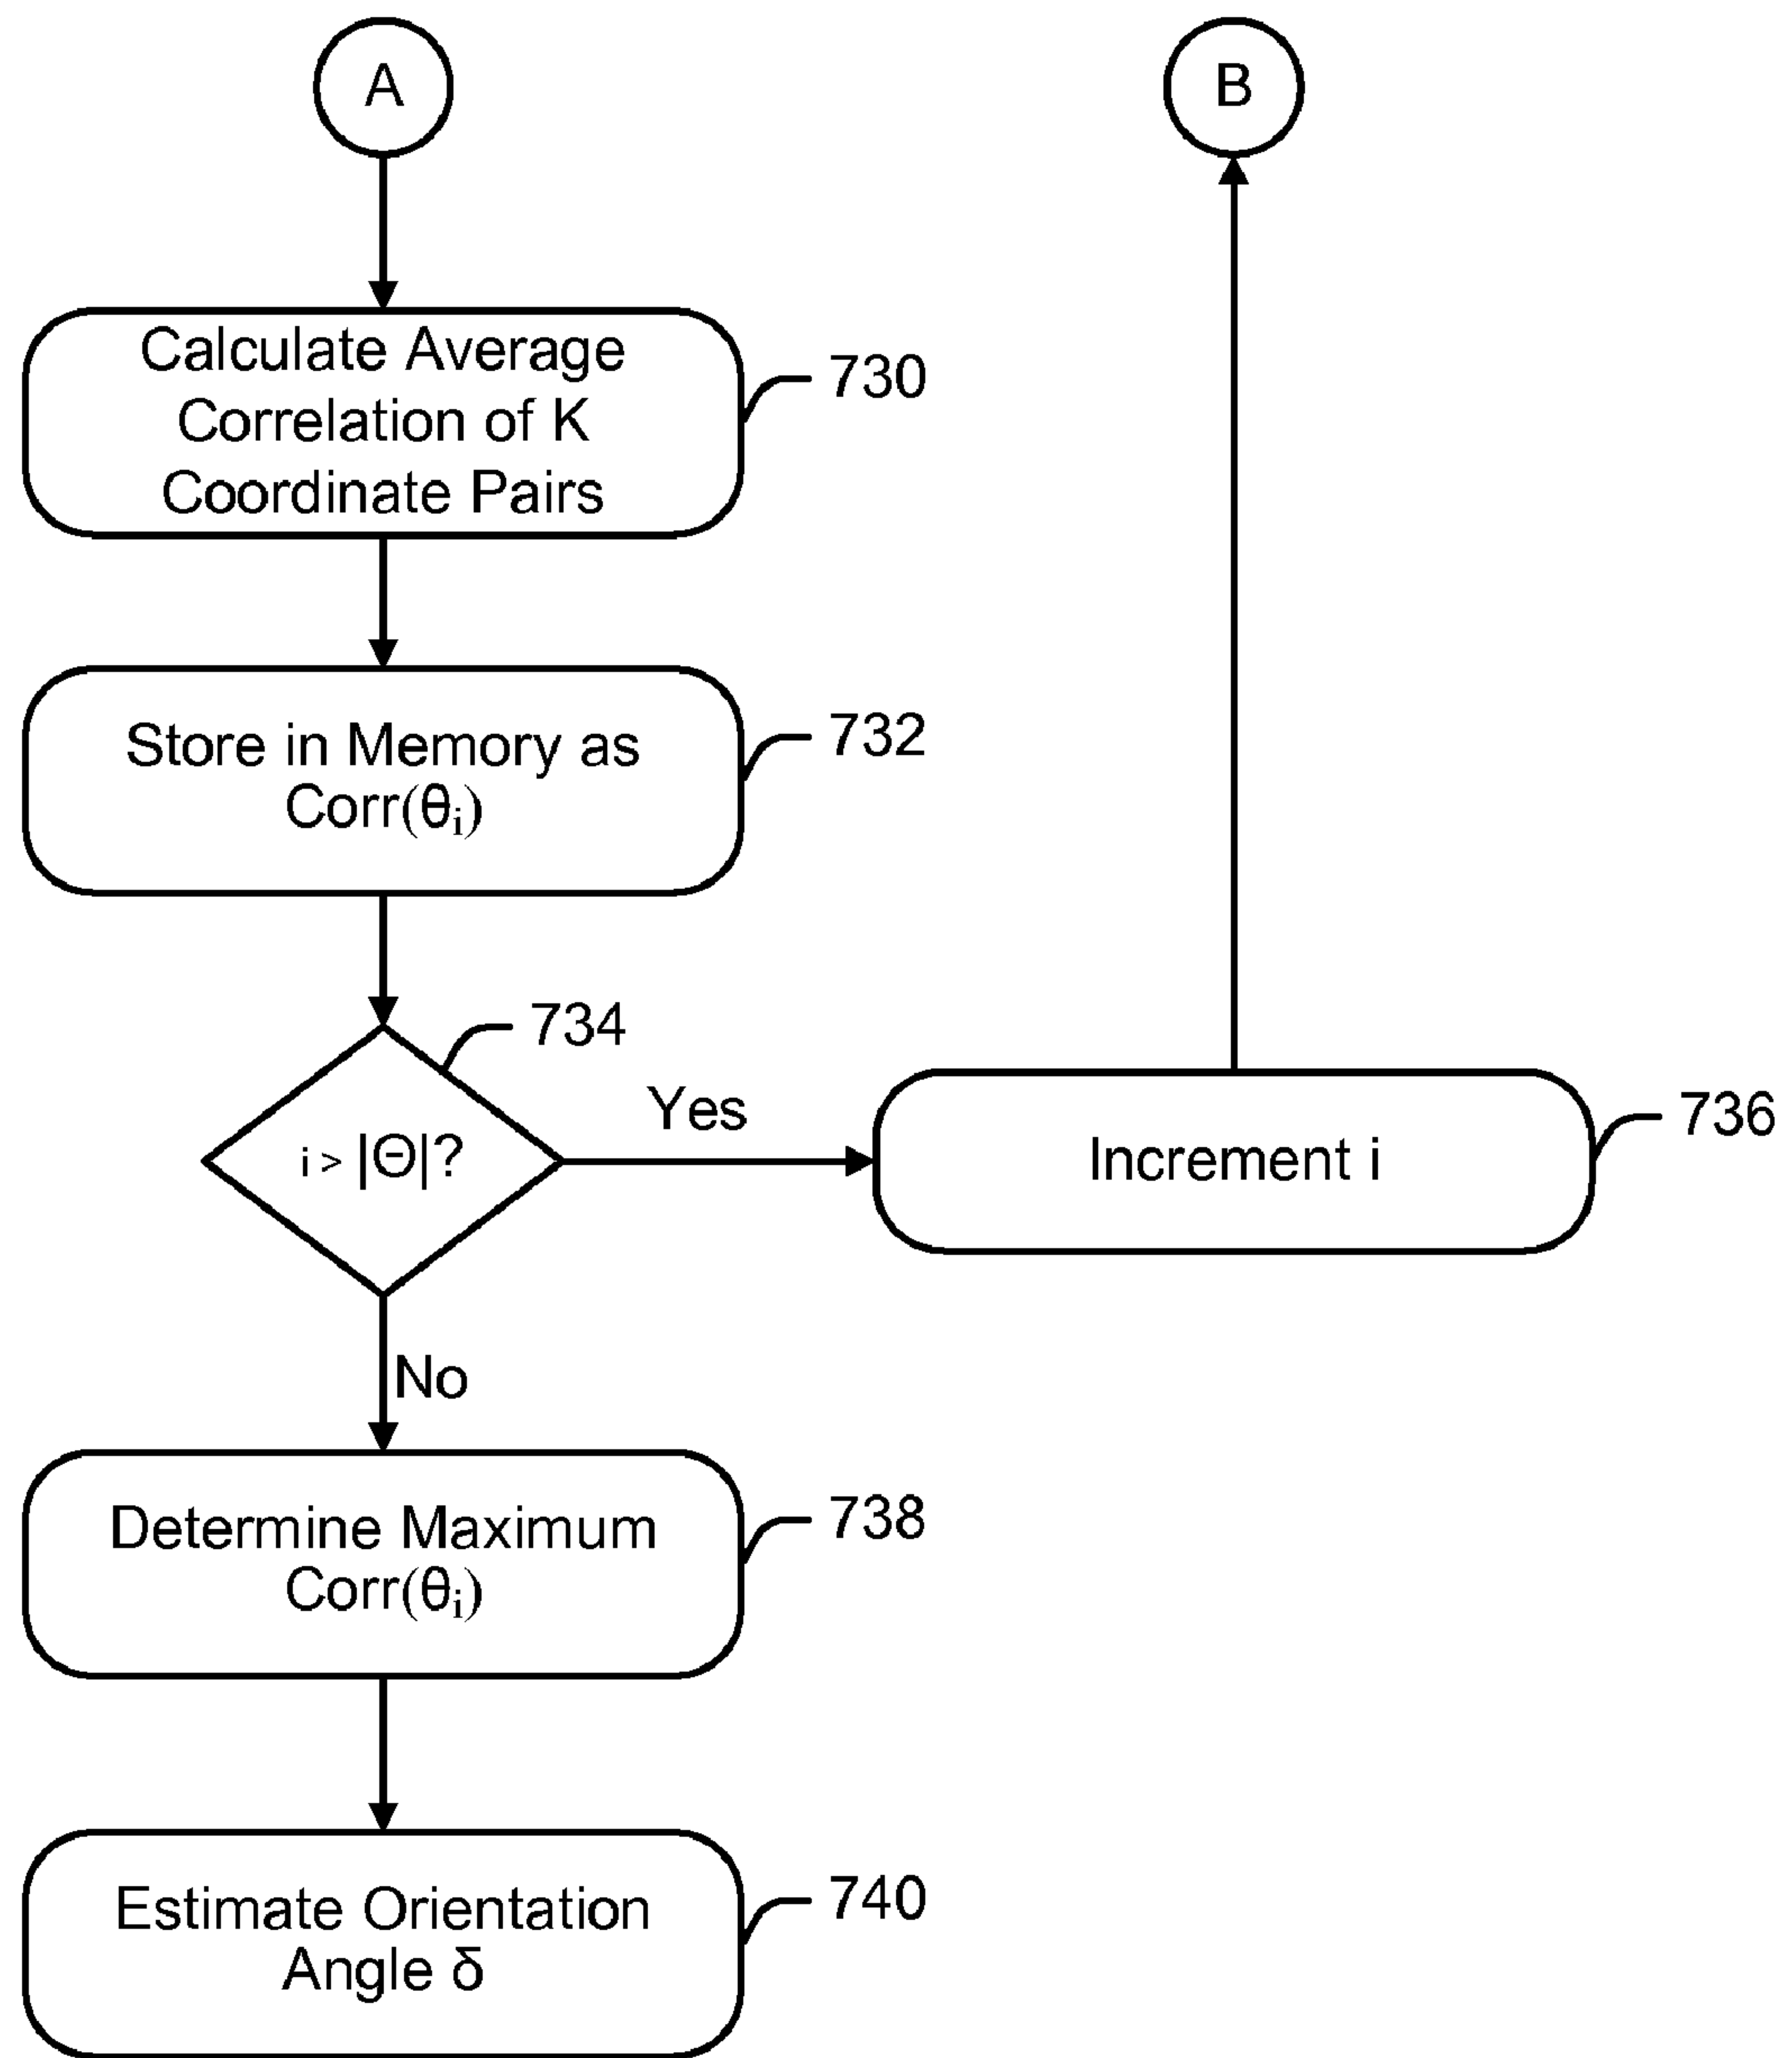 A
B
Calculate Average
Correlation of K
Coordinate Pairs
730
Store in Memory as
Corr(θi)
732
734
i > |Θ|?
Yes
Increment i
736
No
Determine Maximum
Corr(θi)
738
Estimate Orientation
Angle δ
740